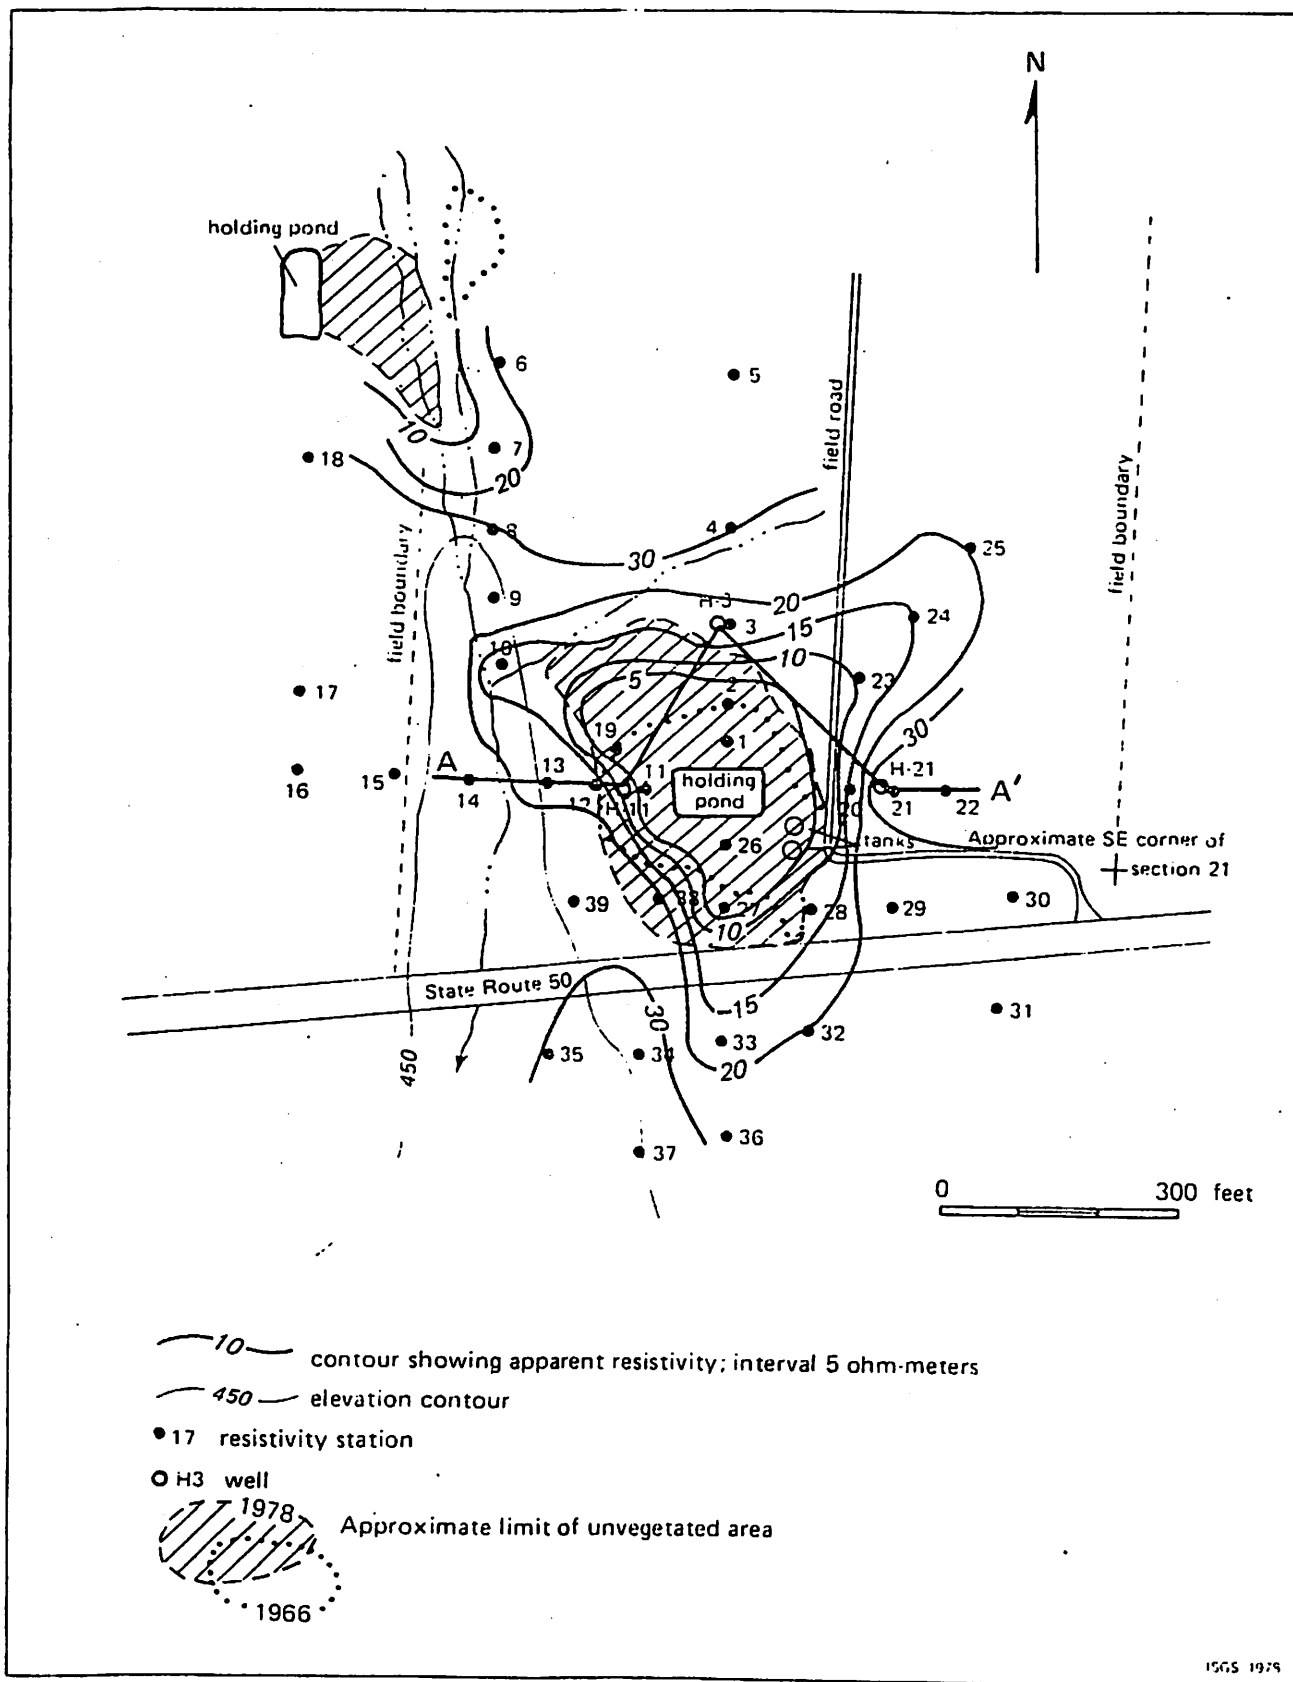 N
holding pond
6
5
field road
field boundary
10
7
18
20
8
4
30
25
field boundary
9
20
H-3
3
15
24
10
10
23
5
2
17
19
1
30
A
13
11
holding
pond
H-21
A'
16
15
14
12
H-11
20
21
22
tanks
Approximate SE corner of
section 21
26
39
38
27
28
29
30
10
State Route 50
15
31
30
33
32
35
34
20
450
36
37
0
300 feet
10
contour showing apparent resistivity; interval 5 ohm-meters
450
elevation contour
17 resistivity station
H3 well
1978
Approximate limit of unvegetated area
1966
ISGS 1979